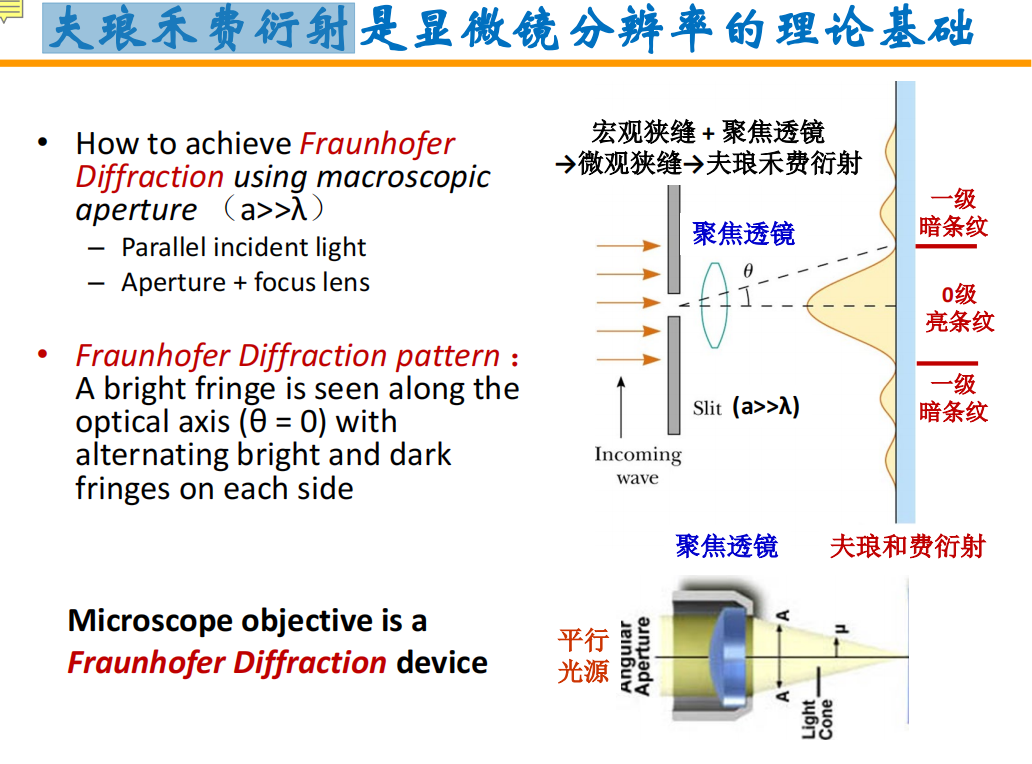 夫琅禾费衍射是显微镜分辨率的理论基础
• How to achieve Fraunhofer
Diffraction using macroscopic
aperture （a>>λ）
– Parallel incident light
– Aperture + focus lens
• Fraunhofer Diffraction pattern：
A bright fringe is seen along the
optical axis (θ = 0) with
alternating bright and dark
fringes on each side
Microscope objective is a
Fraunhofer Diffraction device
宏观狭缝 + 聚焦透镜
→微观狭缝→夫琅禾费衍射
聚焦透镜
θ
一级
暗条纹
0级
亮条纹
一级
暗条纹
Slit (a>>λ)
Incoming
wave
聚焦透镜
夫琅和费衍射
平行
光源
Angular
Aperture
A
A
μ
Light
Cone